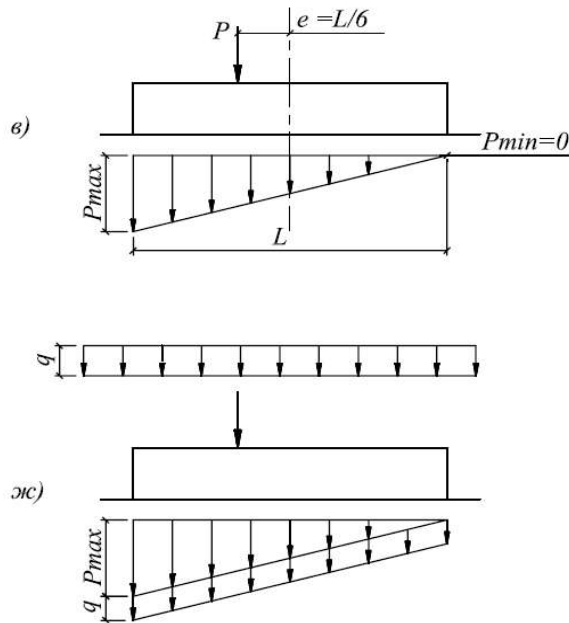 P
e =L/6
в)
Pmin=0
Pmax
L
q
ж)
Pmax
q